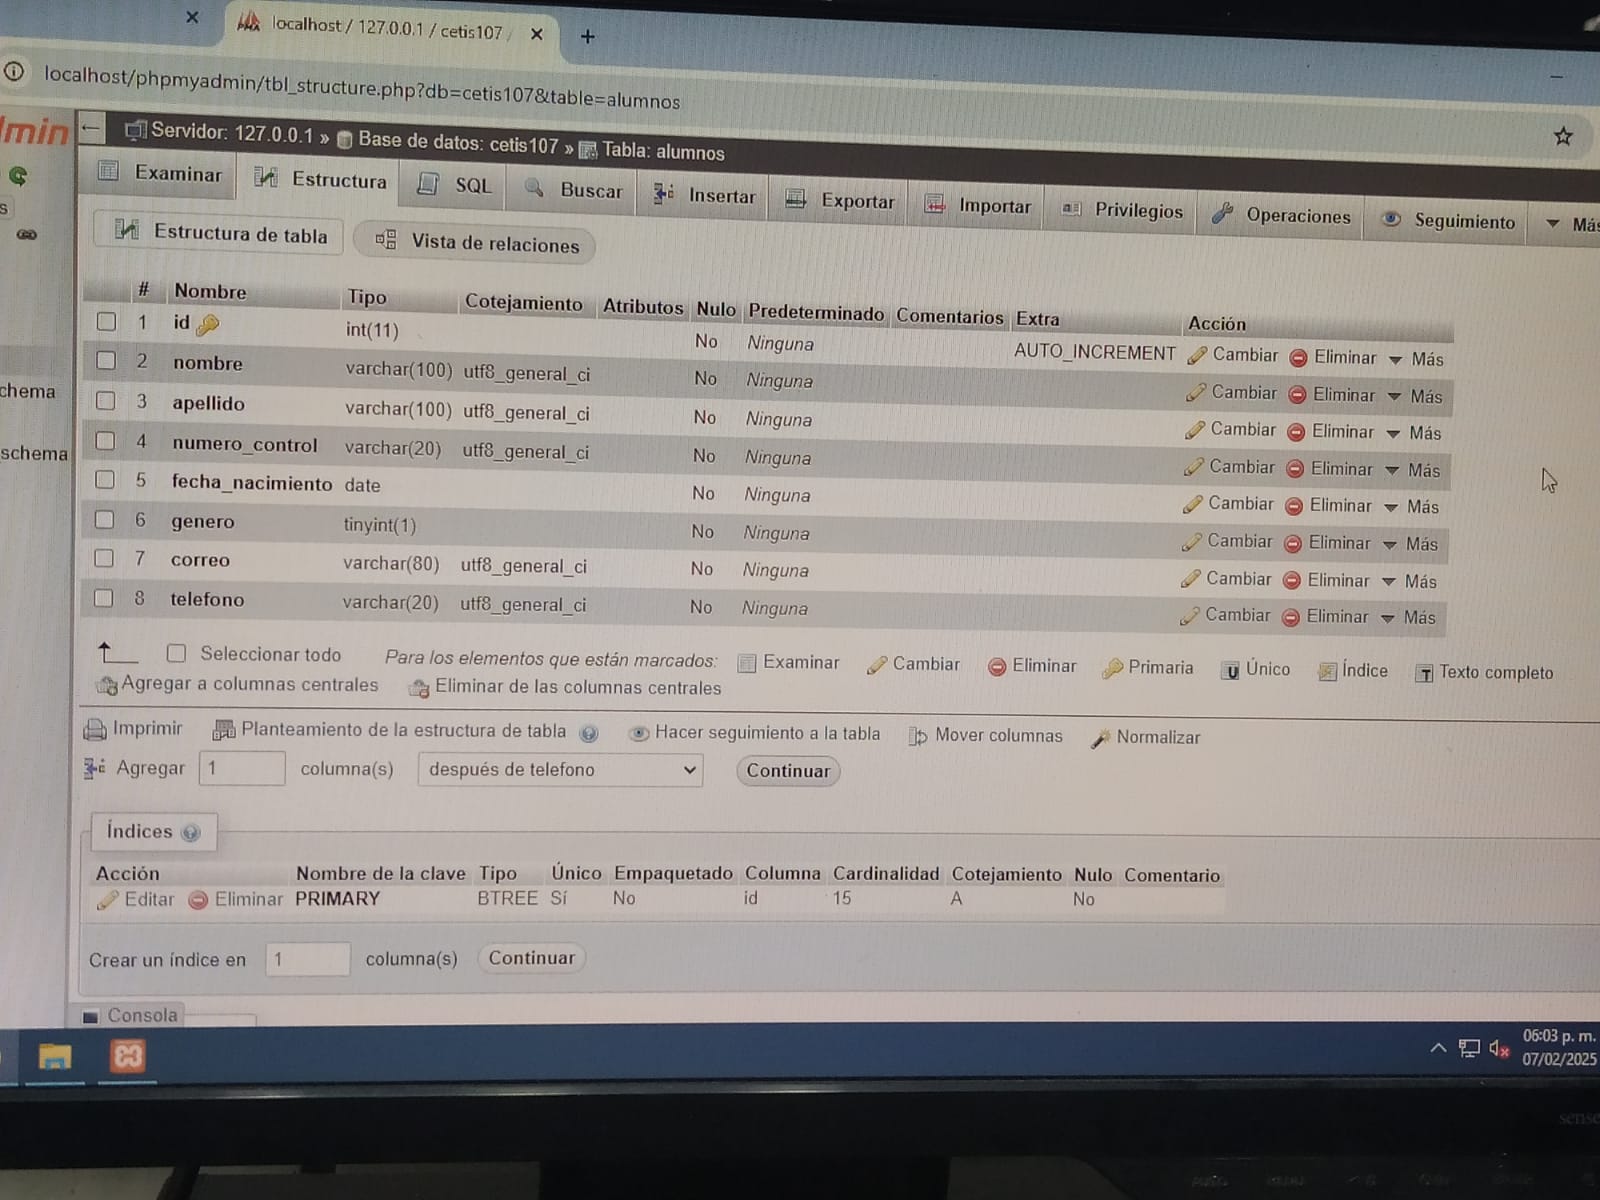 localhost / 127.0.0.1 / cetis107
localhost/phpmyadmin/tbl_structure.php?db=cetis107&table=alumnos
Servidor: 127.0.0.1 » Base de datos: cetis107 » Tabla: alumnos
Examinar Estructura SQL Buscar Insertar Exportar Importar Privilegios Operaciones Seguimiento Más
Estructura de tabla Vista de relaciones
# Nombre Tipo Cotejamiento Atributos Nulo Predeterminado Comentarios Extra Acción
1 id int(11) No Ninguna AUTO_INCREMENT Cambiar Eliminar Más
2 nombre varchar(100) utf8_general_ci No Ninguna Cambiar Eliminar Más
3 apellido varchar(100) utf8_general_ci No Ninguna Cambiar Eliminar Más
4 numero_control varchar(20) utf8_general_ci No Ninguna Cambiar Eliminar Más
5 fecha_nacimiento date No Ninguna Cambiar Eliminar Más
6 genero tinyint(1) No Ninguna Cambiar Eliminar Más
7 correo varchar(80) utf8_general_ci No Ninguna Cambiar Eliminar Más
8 telefono varchar(20) utf8_general_ci No Ninguna Cambiar Eliminar Más
chema
schema
Seleccionar todo Para los elementos que están marcados: Examinar Cambiar Eliminar Primaria Único Índice Texto completo
Agregar a columnas centrales Eliminar de las columnas centrales
Imprimir Planteamiento de la estructura de tabla Hacer seguimiento a la tabla Mover columnas Normalizar
Agregar 1 columna(s) después de telefono Continuar
Índices
Acción Nombre de la clave Tipo Único Empaquetado Columna Cardinalidad Cotejamiento Nulo Comentario
Editar Eliminar PRIMARY BTREE Sí No id 15 A No
Crear un índice en 1 columna(s) Continuar
Consola
06:03 p. m.
07/02/2025